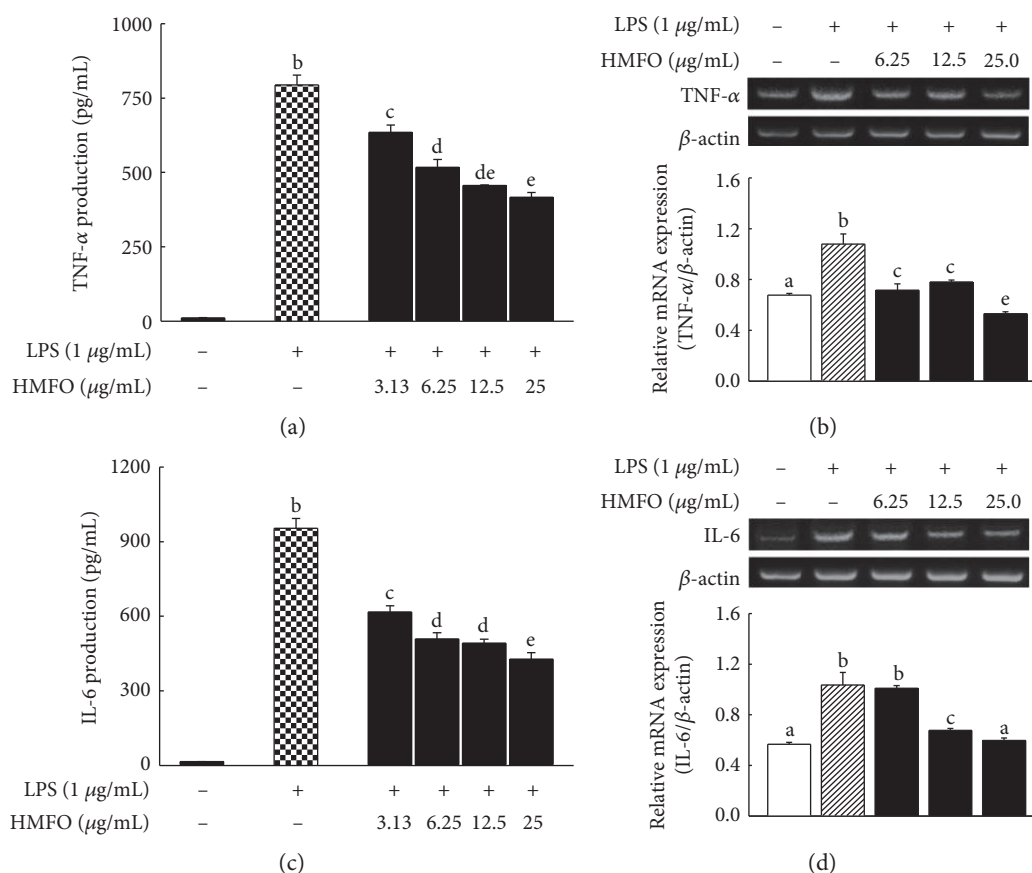 1000
750
500
250
0
TNF-α production (pg/mL)
b
c
d
de
e
LPS (1 μg/mL) – + + + + +
HMFO (μg/mL) – – 3.13 6.25 12.5 25
(a)
LPS (1 μg/mL) – + + + +
HMFO (μg/mL) – – 6.25 12.5 25.0
TNF-α
β-actin
1.6
1.2
0.8
0.4
0.0
Relative mRNA expression
(TNF-α/β-actin)
a
b
c
c
e
(b)
1200
900
600
300
0
IL-6 production (pg/mL)
b
c
d
d
e
LPS (1 μg/mL) – + + + + +
HMFO (μg/mL) – – 3.13 6.25 12.5 25
(c)
LPS (1 μg/mL) – + + + +
HMFO (μg/mL) – – 6.25 12.5 25.0
IL-6
β-actin
1.6
1.2
0.8
0.4
0.0
Relative mRNA expression
(IL-6/β-actin)
a
b
b
c
a
(d)